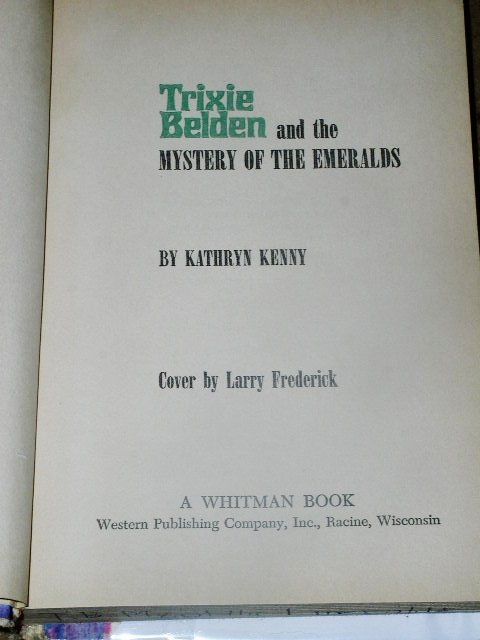 Trixie
Belden and the
MYSTERY OF THE EMERALDS
BY KATHRYN KENNY
Cover by Larry Frederick
A WHITMAN BOOK
Western Publishing Company, Inc., Racine, Wisconsin